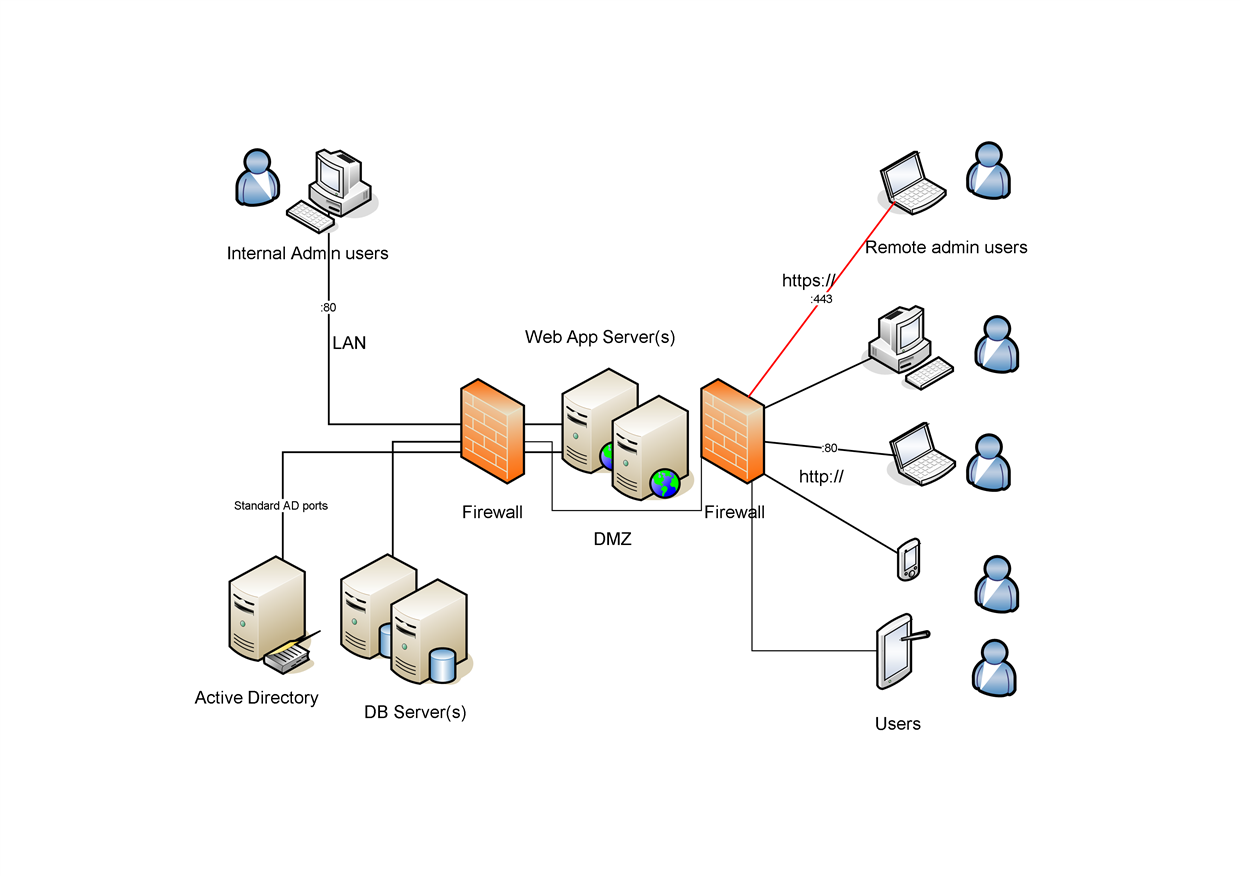 Internal Admin users
Remote admin users
https://
:443
:80
LAN
Web App Server(s)
:80
http://
Standard AD ports
Firewall
Firewall
DMZ
Active Directory
DB Server(s)
Users